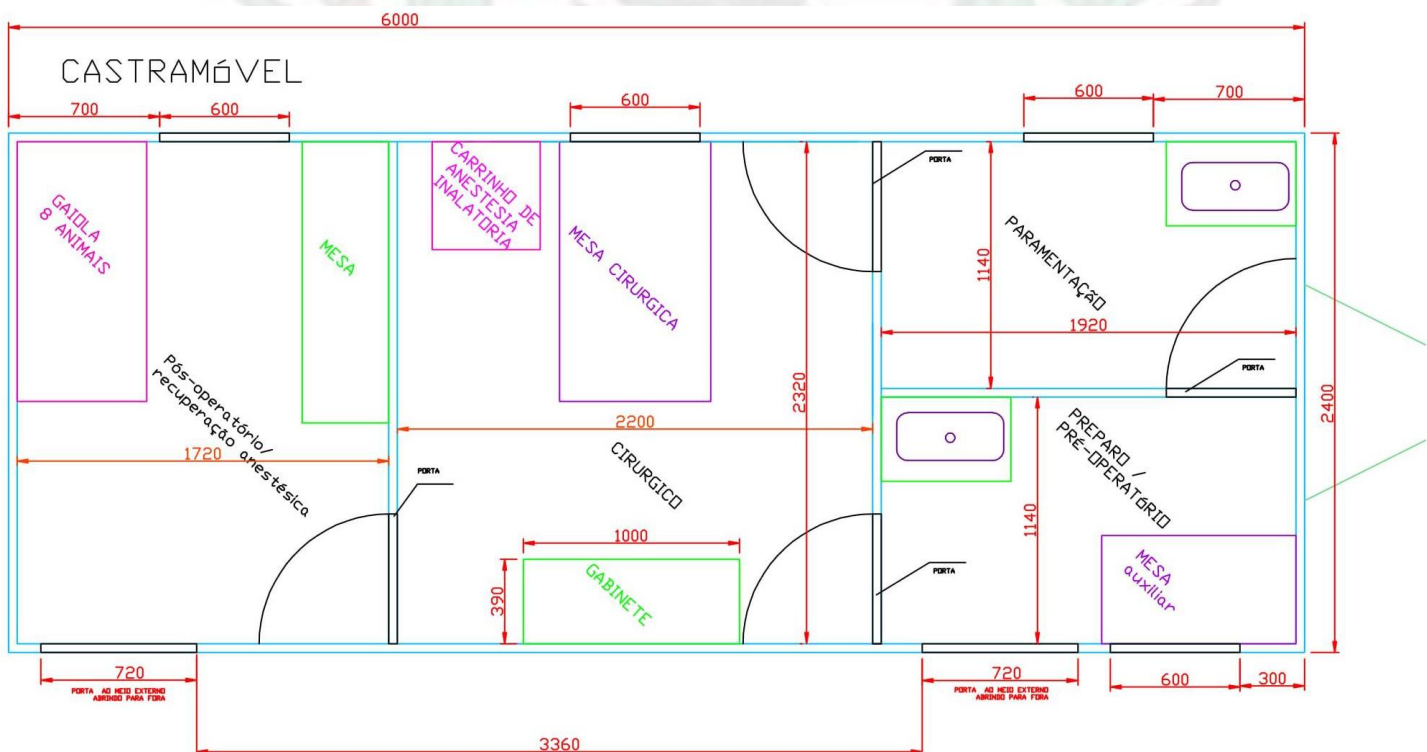 6000
CASTRAMóVEL
700
600
600
600
700
GAIOLA
8 ANIMAIS
MESA
CARRINHO DE
ANESTESIA
INALATORIA
MESA CIRURGICA
PORTA
PARAMENTAÇÃO
1140
1920
PORTA
2320
2400
Pós-operatório/
recuperação anestésica
1720
2200
PORTA
CIRURGICO
PREPARO /
PRÉ-OPERATóRIO
1140
1000
390
GABINETE
PORTA
MESA
auxiliar
720
PORTA AO MEIO EXTERNO
ABRINDO PARA FORA
720
PORTA AO MEIO EXTERNO
ABRINDO PARA FORA
600
300
3360